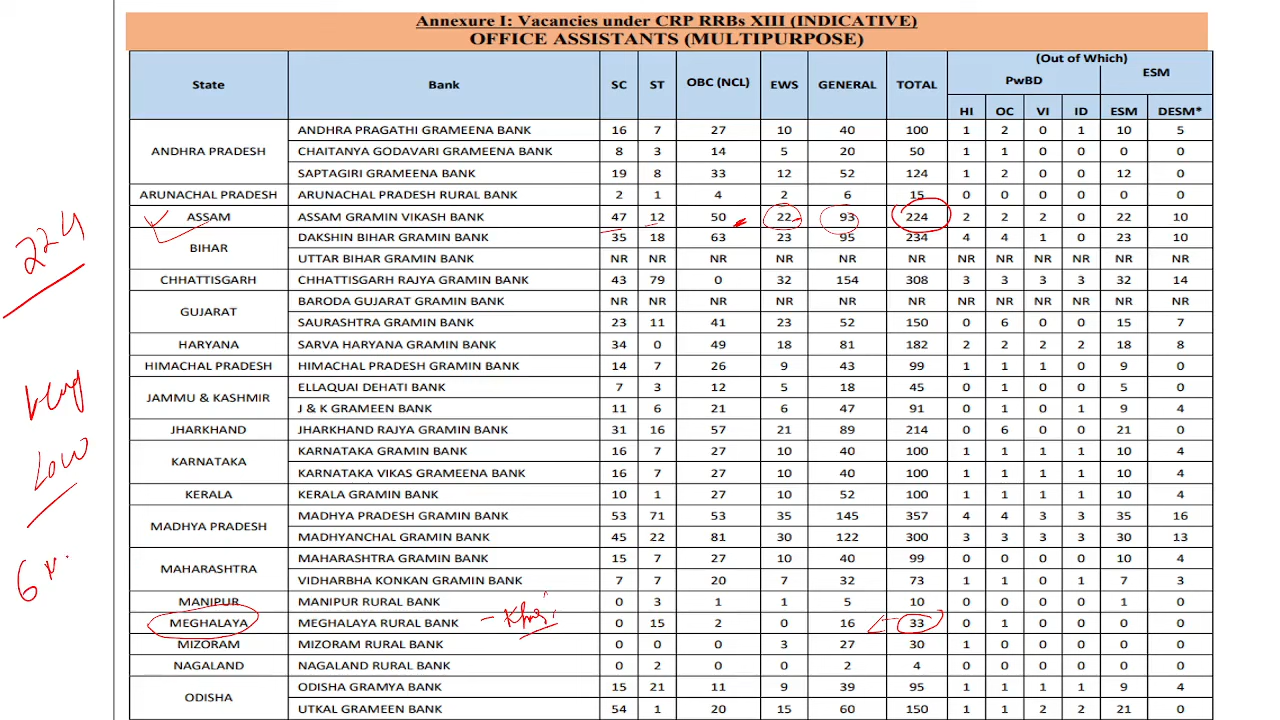 Annexure I: Vacancies under CRP RRBs XIII (INDICATIVE)
OFFICE ASSISTANTS (MULTIPURPOSE)
State Bank SC ST OBC (NCL) EWS GENERAL TOTAL (Out of Which)
PwBD ESM
HI OC VI ID ESM DESM*
ANDHRA PRADESH ANDHRA PRAGATHI GRAMEENA BANK 16 7 27 10 40 100 1 2 0 1 10 5
CHAITANYA GODAVARI GRAMEENA BANK 8 3 14 5 20 50 1 1 0 0 0 0
SAPTAGIRI GRAMEENA BANK 19 8 33 12 52 124 1 2 0 0 12 0
ARUNACHAL PRADESH ARUNACHAL PRADESH RURAL BANK 2 1 4 2 6 15 0 0 0 0 0 0
ASSAM ASSAM GRAMIN VIKASH BANK 47 12 50 22 93 224 2 2 2 0 22 10
BIHAR DAKSHIN BIHAR GRAMIN BANK 35 18 63 23 95 234 4 4 1 0 23 10
UTTAR BIHAR GRAMIN BANK NR NR NR NR NR NR NR NR NR NR NR NR
CHHATTISGARH CHHATTISGARH RAJYA GRAMIN BANK 43 79 0 32 154 308 3 3 3 3 32 14
GUJARAT BARODA GUJARAT GRAMIN BANK NR NR NR NR NR NR NR NR NR NR NR NR
SAURASHTRA GRAMIN BANK 23 11 41 23 52 150 0 6 0 0 15 7
HARYANA SARVA HARYANA GRAMIN BANK 34 0 49 18 81 182 2 2 2 2 18 8
HIMACHAL PRADESH HIMACHAL PRADESH GRAMIN BANK 14 7 26 9 43 99 1 1 1 0 9 0
JAMMU & KASHMIR ELLAQUAI DEHATI BANK 7 3 12 5 18 45 0 1 0 0 5 0
J & K GRAMEEN BANK 11 6 21 6 47 91 0 1 0 1 9 4
JHARKHAND JHARKHAND RAJYA GRAMIN BANK 31 16 57 21 89 214 0 6 0 0 21 0
KARNATAKA KARNATAKA GRAMIN BANK 16 7 27 10 40 100 1 1 1 1 10 4
KARNATAKA VIKAS GRAMEENA BANK 16 7 27 10 40 100 1 1 1 1 10 4
KERALA KERALA GRAMIN BANK 10 1 27 10 52 100 1 1 1 1 10 4
MADHYA PRADESH MADHYA PRADESH GRAMIN BANK 53 71 53 35 145 357 4 4 3 3 35 16
MADHYANCHAL GRAMIN BANK 45 22 81 30 122 300 3 3 3 3 30 13
MAHARASHTRA MAHARASHTRA GRAMIN BANK 15 7 27 10 40 99 0 0 0 0 10 4
VIDHARBHA KONKAN GRAMIN BANK 7 7 20 7 32 73 1 1 0 1 7 3
MANIPUR MANIPUR RURAL BANK 0 3 1 1 5 10 0 0 0 0 1 0
MEGHALAYA MEGHALAYA RURAL BANK 0 15 2 0 16 33 0 1 0 0 0 0
MIZORAM MIZORAM RURAL BANK 0 0 0 3 27 30 1 0 0 0 0 0
NAGALAND NAGALAND RURAL BANK 0 2 0 0 2 4 0 0 0 0 0 0
ODISHA ODISHA GRAMYA BANK 15 21 11 9 39 95 1 1 1 1 9 4
UTKAL GRAMEEN BANK 54 1 20 15 60 150 1 1 2 2 21 0
224
Low